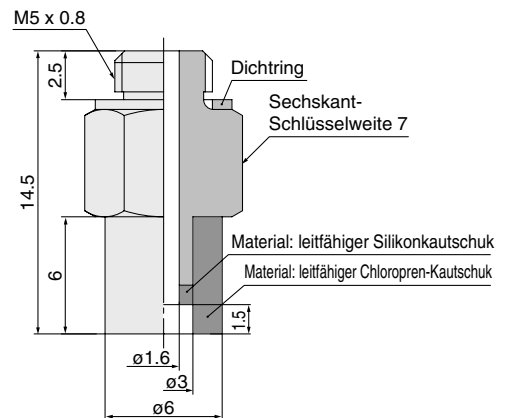 M5 x 0.8
2.5
Dichtring
Sechskant-
Schlüsselweite 7
14.5
6
Material: leitfähiger Silikonkautschuk
Material: leitfähiger Chloropren-Kautschuk
1.5
ø1.6
ø3
ø6